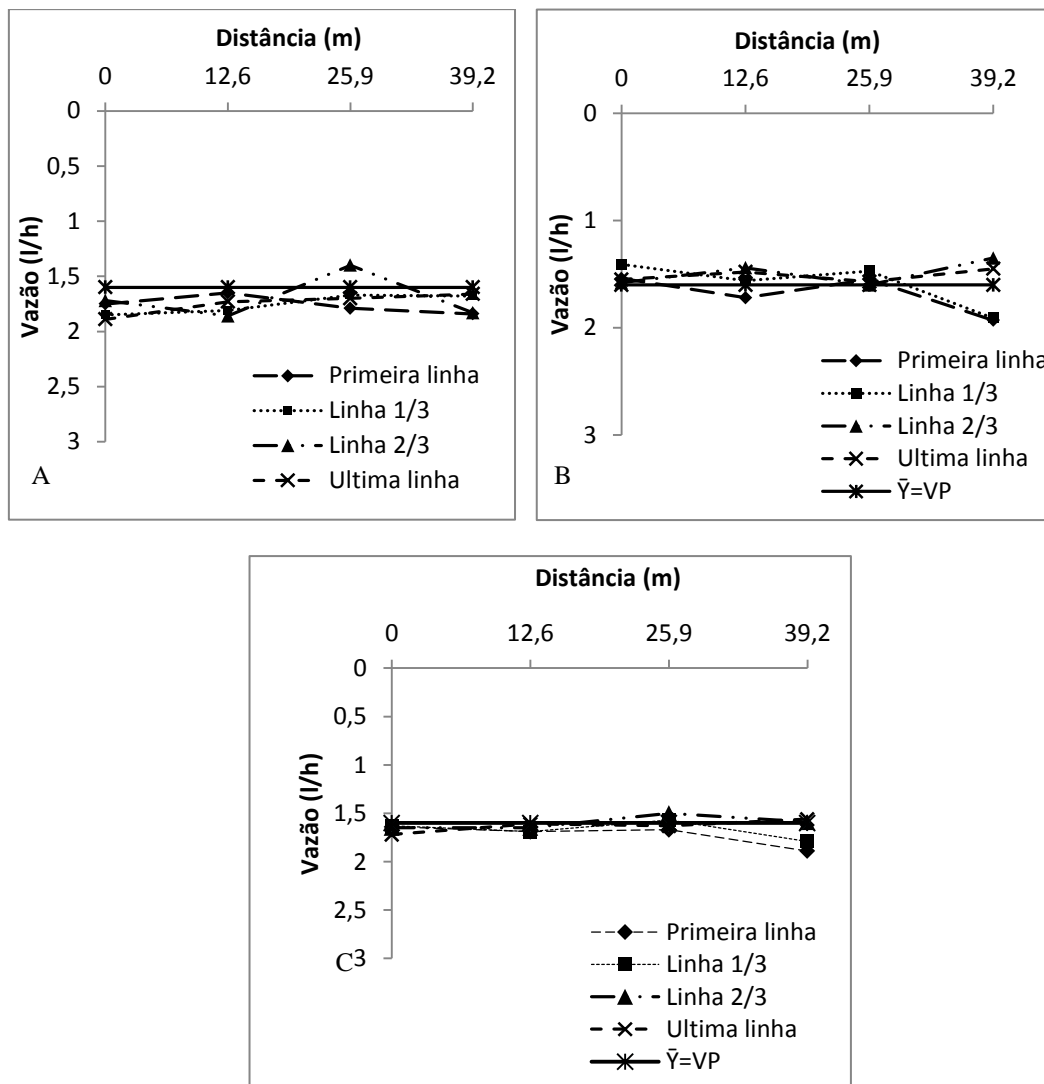 Distância (m)
0 12,6 25,9 39,2
0
0,5
1
1,5
2
2,5
3
Vazão (l/h)
Primeira linha
Linha 1/3
Linha 2/3
Ultima linha
A
Distância (m)
0 12,6 25,9 39,2
0
1
2
3
Vazão (l/h)
Primeira linha
Linha 1/3
Linha 2/3
Ultima linha
Ȳ=VP
B
Distância (m)
0 12,6 25,9 39,2
0
0,5
1
1,5
2
2,5
3
Vazão (l/h)
Primeira linha
Linha 1/3
Linha 2/3
Ultima linha
Ȳ=VP
C